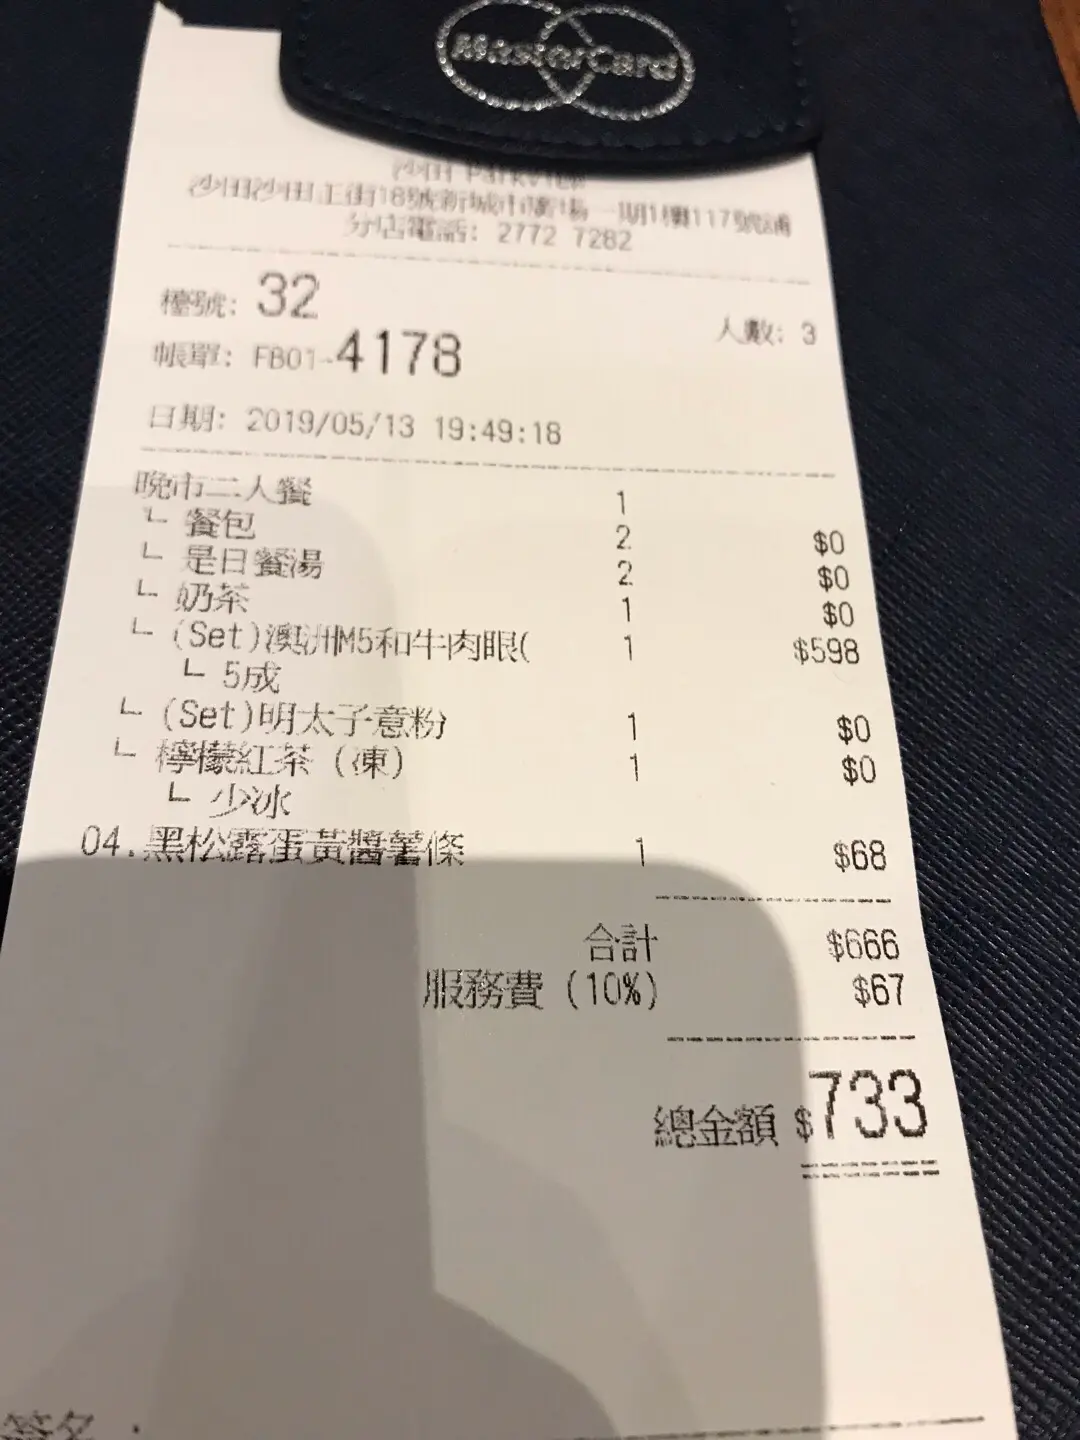 MasterCard
沙田 Parkview
沙田沙田正街18號新城市廣場一期1樓117號舖
分店電話: 2772 7282
檯號: 32 人數: 3
帳單: FB01-4178
日期: 2019/05/13 19:49:18
晚市二人餐 1
└ 餐包 2 $0
└ 是日餐湯 2 $0
└ 奶茶 1 $0
└ (Set)澳洲M5和牛肉眼( 1 $598
└ 5成
└ (Set)明太子意粉 1 $0
└ 檸檬紅茶 (凍) 1 $0
└ 少冰
04.黑松露蛋黃醬薯條 1 $68
合計 $666
服務費 (10%) $67
總金額 $733
簽名 :